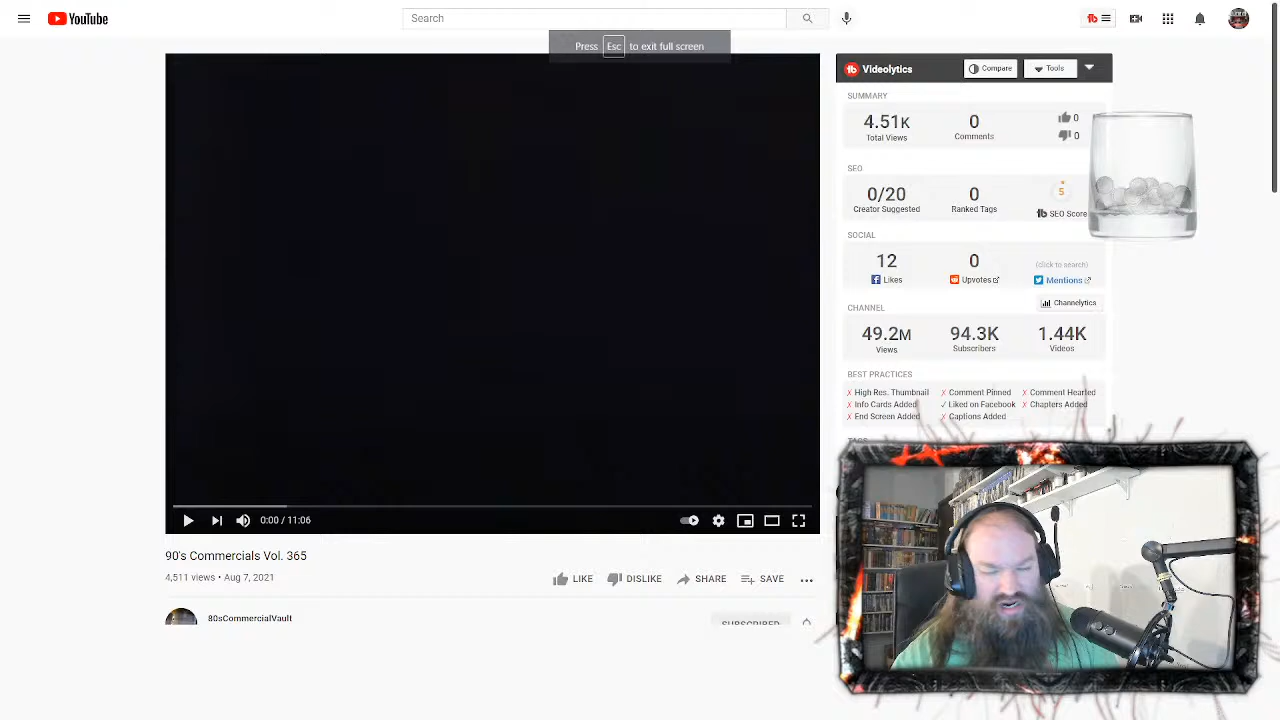 YouTube
Search
Press Esc to exit full screen
Videolytics
Compare
Tools
SUMMARY
4.51K
Total Views
0
Comments
0
0
SEO
0/20
Creator Suggested
0
Ranked Tags
5
SEO Score
SOCIAL
12
Likes
0
Upvotes
(click to search)
Mentions
Channelytics
CHANNEL
49.2M
Views
94.3K
Subscribers
1.44K
Videos
BEST PRACTICES
High Res. Thumbnail
Comment Pinned
Comment Hearted
Info Cards Added
Liked on Facebook
Chapters Added
End Screen Added
Captions Added
0:00 / 11:06
90's Commercials Vol. 365
4,511 views • Aug 7, 2021
LIKE
DISLIKE
SHARE
SAVE
80sCommercialVault
SUBSCRIBED